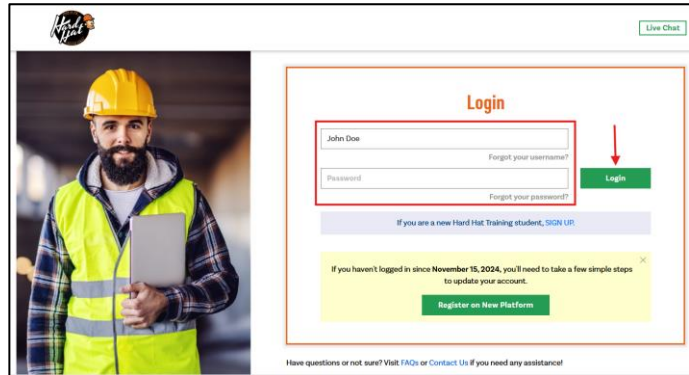 Hard Hat
Live Chat
Login
John Doe
Forgot your username?
Password
Login
Forgot your password?
If you are a new Hard Hat Training student, SIGN UP.
If you haven't logged in since November 15, 2024, you'll need to take a few simple steps
to update your account.
Register on New Platform
Have questions or not sure? Visit FAQs or Contact Us if you need any assistance!